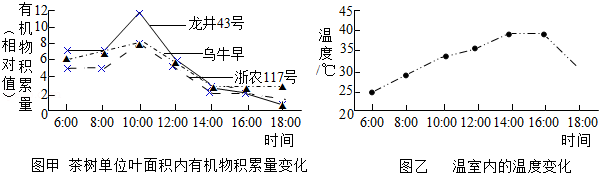 有机物积累量（相对值）
12
10
8
6
4
2
0
龙井43号
乌牛早
浙农117号
6:00 8:00 10:00 12:00 14:00 16:00 18:00
时间
图甲 茶树单位叶面积内有机物积累量变化
温度/℃
45
40
35
30
25
20
6:00 8:00 10:00 12:00 14:00 16:00 18:00
时间
图乙 温室内的温度变化